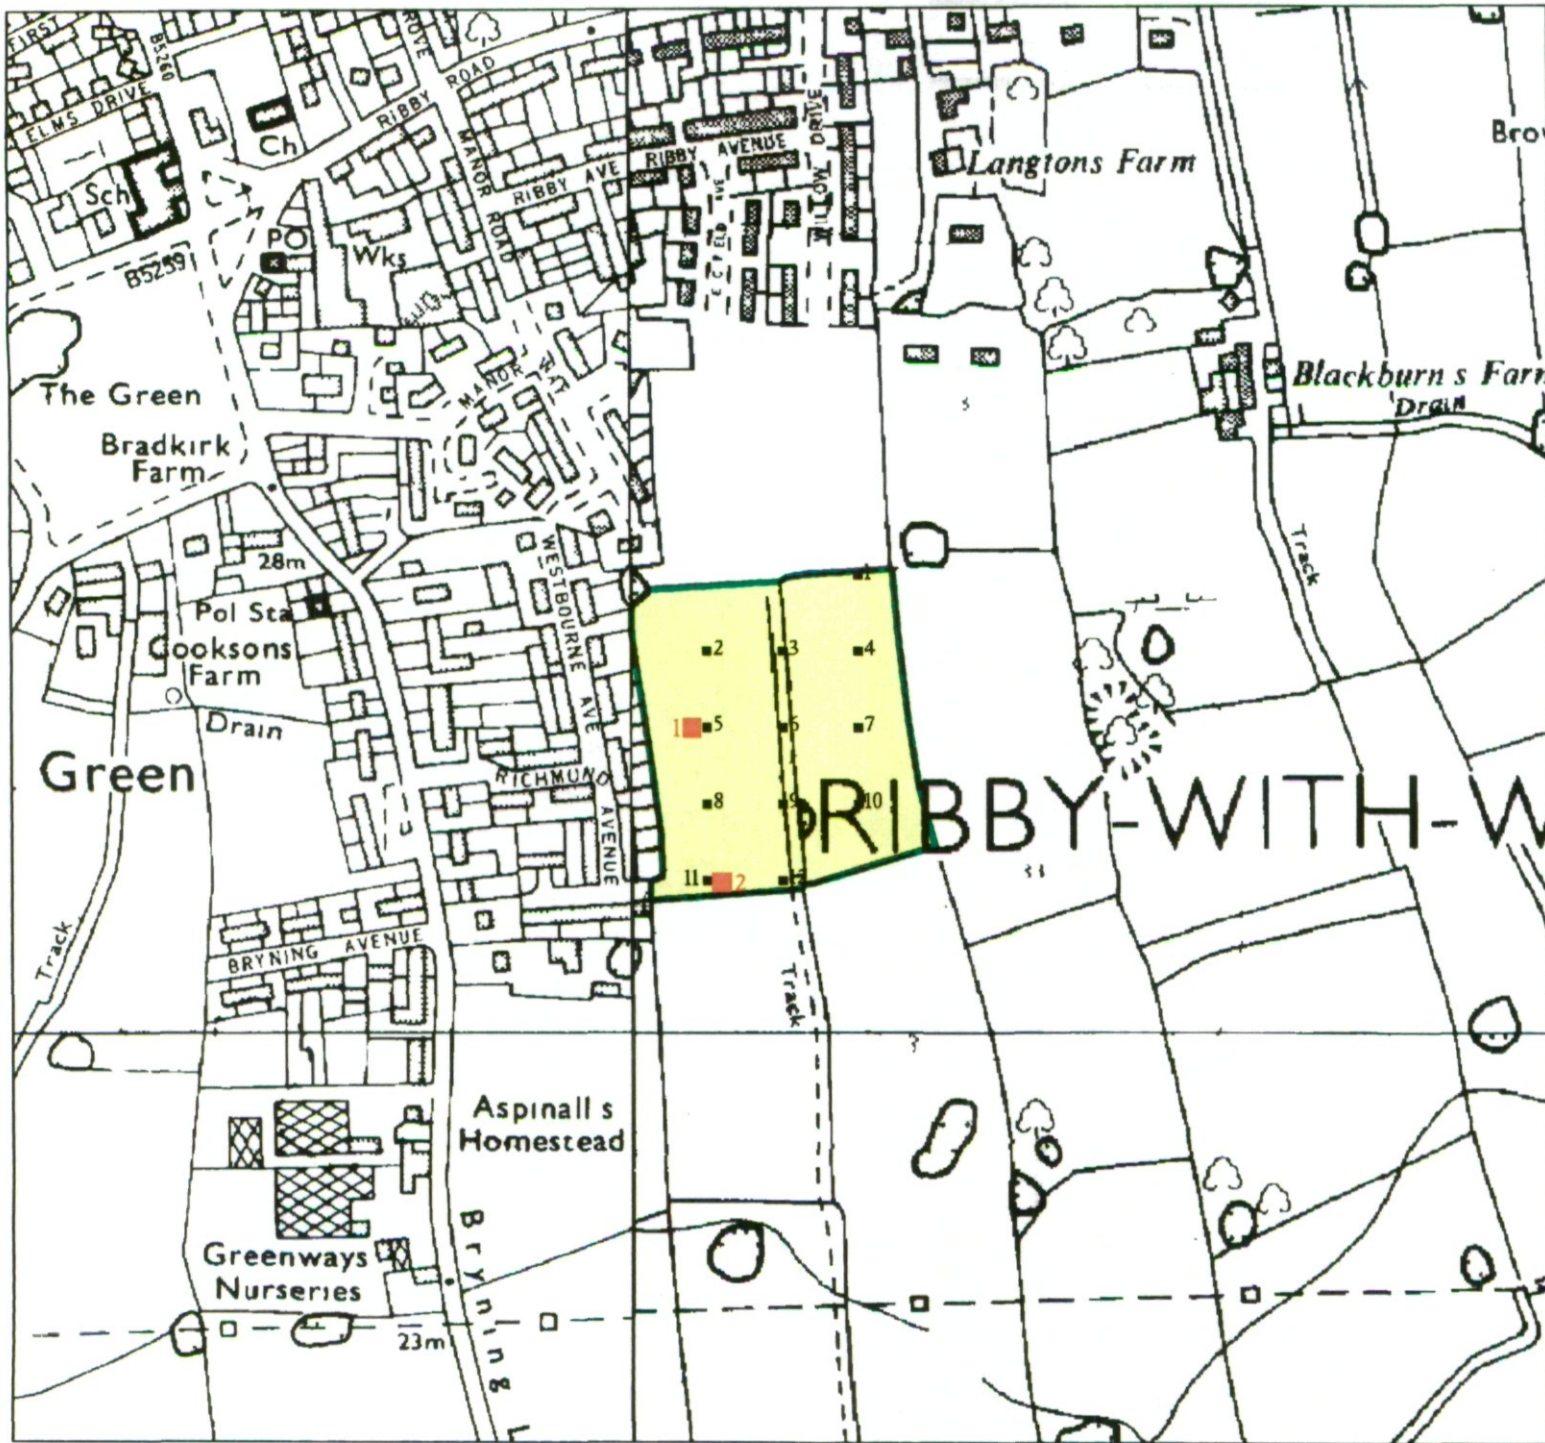 FIRST
B5260
ROVE
ELMS DRIVE
RIBBY ROAD
Ch
Sch
MANOR ROAD
RIBBY AVE
RIBBY AVENUE
DRIVE
Langtons Farm
Bro
PO
Wks
B5259
The Green
MANOR WAY
Blackburn s Farm
Drain
Bradkirk
Farm
28m
WESTBOURNE AVE
Track
Pol Sta
Cooksons
Farm
Drain
1
2
3
4
1
5
6
7
Green
RICHMOND AVENUE
8
9
10
RIBBY-WITH-W
11
2
12
Track
BRYNING AVENUE
Track
Aspinall s
Homestead
Greenways
Nurseries
Bryning L
23m